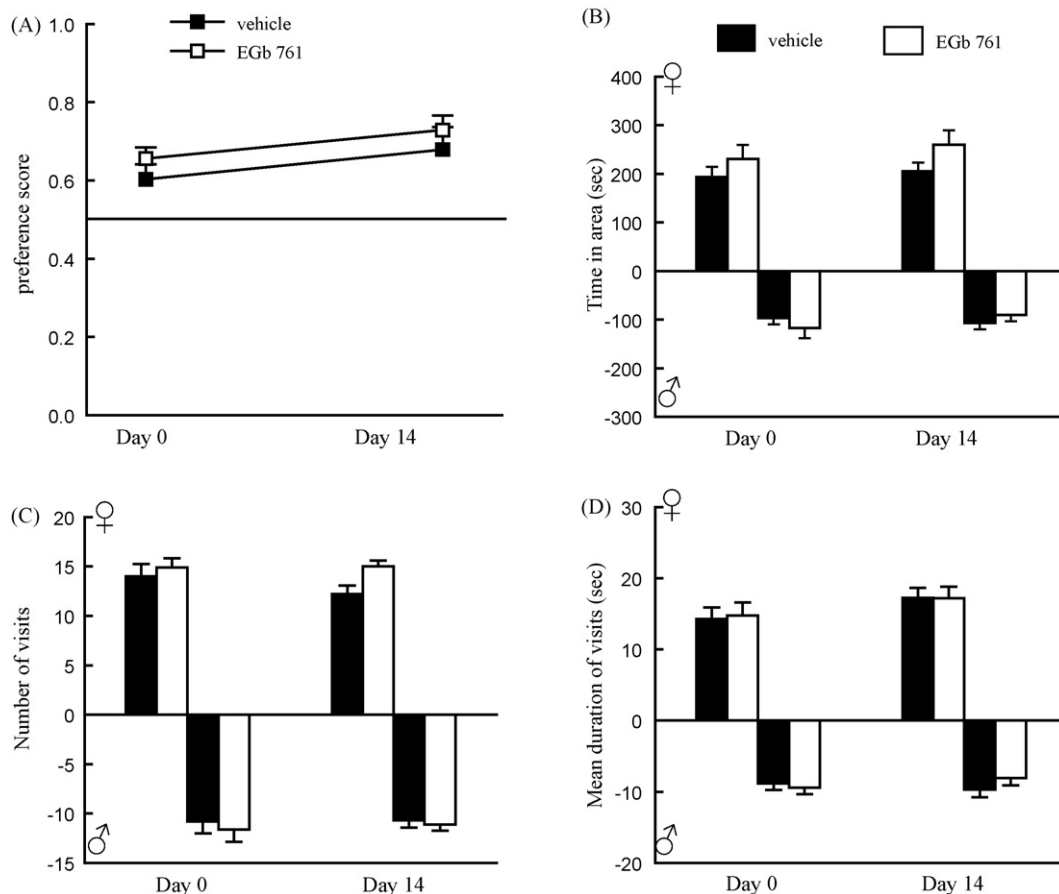 (A)
vehicle
EGb 761
preference score
1.0
0.8
0.6
0.4
0.2
0.0
Day 0 Day 14
(B)
vehicle EGb 761
♀
Time in area (sec)
400
300
200
100
0
-100
-200
-300
♂
Day 0 Day 14
(C)
♀
Number of visits
20
15
10
5
0
-5
-10
-15
♂
Day 0 Day 14
(D)
♀
Mean duration of visits (sec)
30
20
10
0
-10
-20
♂
Day 0 Day 14